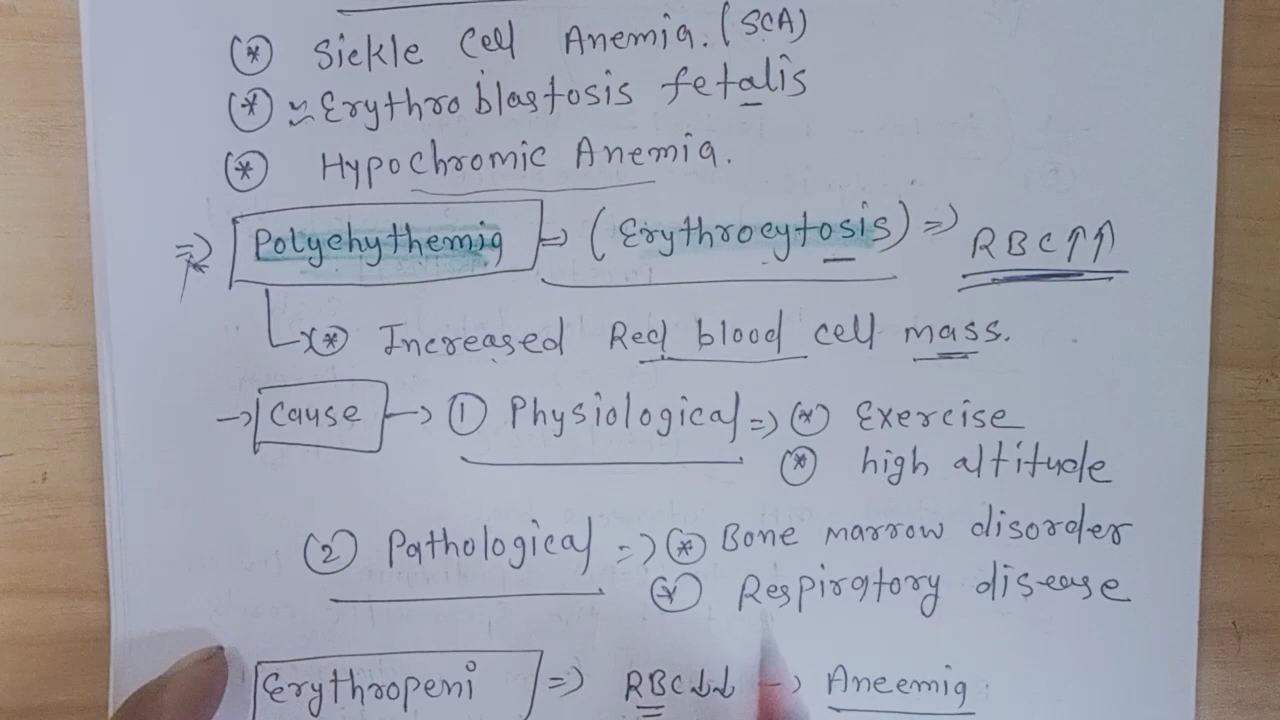 * Sickle Cell Anemia. (SCA)
* ≈ Erythroblastosis fetalis
* Hypochromic Anemia.
⇒ Polychythemia ⇒ (Erythrocytosis) ⇒ RBC↑↑
* Increased Red blood cell mass.
→ Cause → ① Physiological ⇒ * Exercise
* high altitude
② Pathological ⇒ * Bone marrow disorder
* Respiratory disease
Erythropeni ⇒ RBC↓↓ → Aneemia